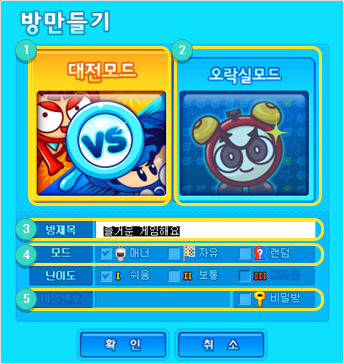 방만들기
1 대전모드
VS
2 오락실모드
3 방제목 즐거운 게임해요
4 모드 매너 자유 랜덤
난이도 I 쉬움 II 보통 III
5 비밀번호 비밀방
확 인 취 소